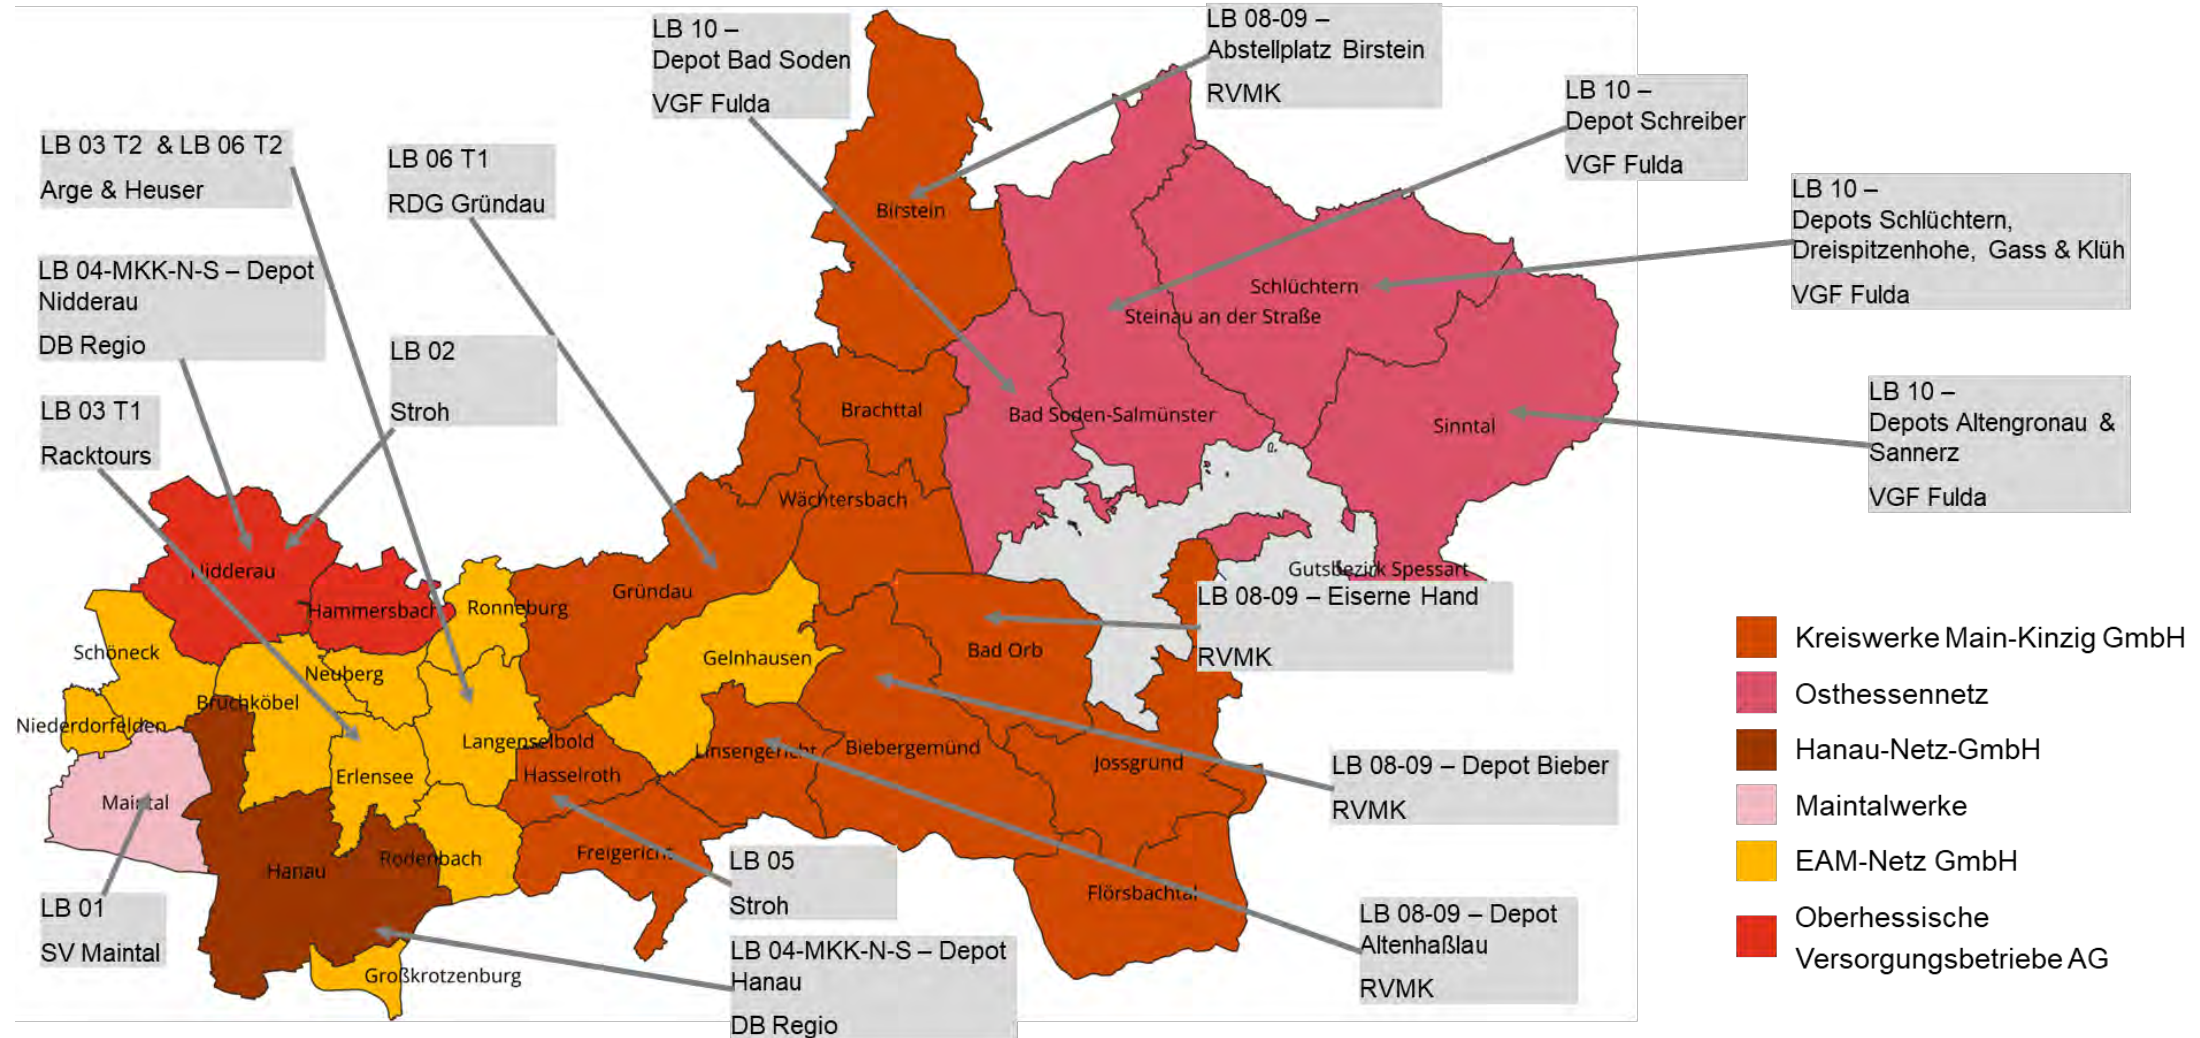 LB 10 –
Depot Bad Soden
VGF Fulda
LB 08-09 –
Abstellplatz Birstein
RVMK
LB 10 –
Depot Schreiber
VGF Fulda
LB 03 T2 & LB 06 T2
Arge & Heuser
LB 06 T1
RDG Gründau
LB 10 –
Depots Schlüchtern,
Dreispitzenhohe, Gass & Klüh
VGF Fulda
LB 04-MKK-N-S – Depot
Nidderau
DB Regio
LB 02
Stroh
LB 03 T1
Racktours
LB 10 –
Depots Altengronau &
Sannerz
VGF Fulda
Birstein
Schlüchtern
Steinau an der Straße
Brachttal
Bad Soden-Salmünster
Sinntal
Wächtersbach
Gutsbezirk Spessart
Nidderau
Hammersbach
Ronneburg
Gründau
LB 08-09 – Eiserne Hand
RVMK
Schöneck
Neuberg
Gelnhausen
Bad Orb
Bruchköbel
Niederdorfelden
Langenselbold
Linsengericht
Biebergemünd
Jossgrund
Erlensee
Hasselroth
Maintal
LB 08-09 – Depot Bieber
RVMK
Hanau
Rodenbach
Freigericht
Flörsbachtal
LB 05
Stroh
LB 01
SV Maintal
LB 08-09 – Depot
Altenhaßlau
RVMK
Großkrotzenburg
LB 04-MKK-N-S – Depot
Hanau
DB Regio
Kreiswerke Main-Kinzig GmbH
Osthessennetz
Hanau-Netz-GmbH
Maintalwerke
EAM-Netz GmbH
Oberhessische
Versorgungsbetriebe AG